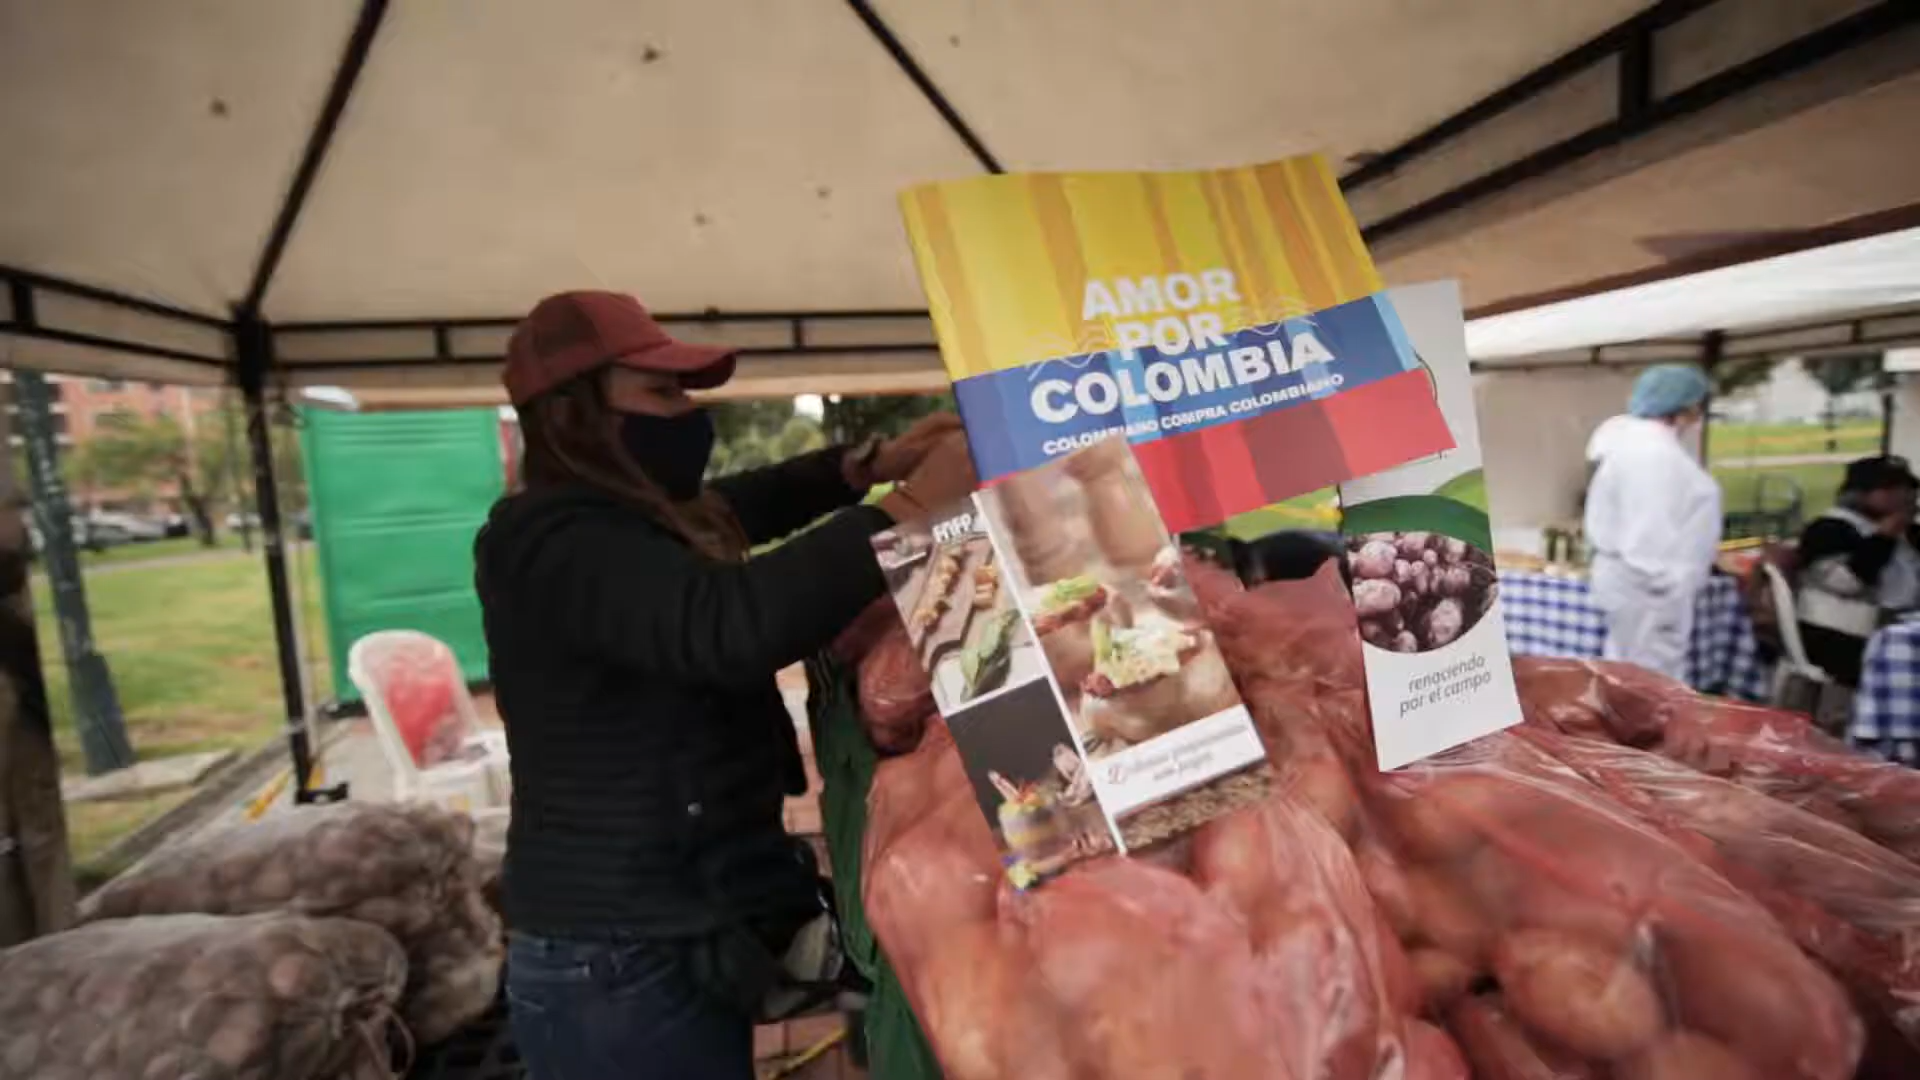 AMOR
POR
COLOMBIA
COLOMBIANO COMPRA COLOMBIANO
renaciendo
por el campo